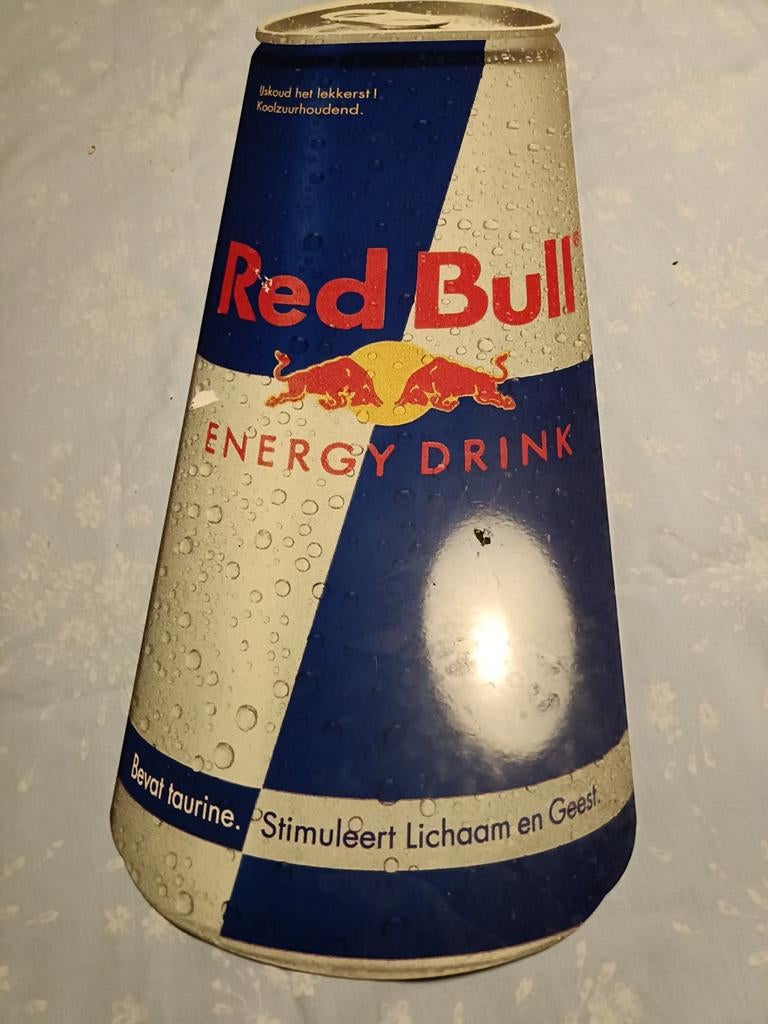 IJskoud het lekkerst!
Koolzuurhoudend.
Red Bull®
ENERGY DRINK
Bevat taurine. Stimuleert Lichaam en Geest.